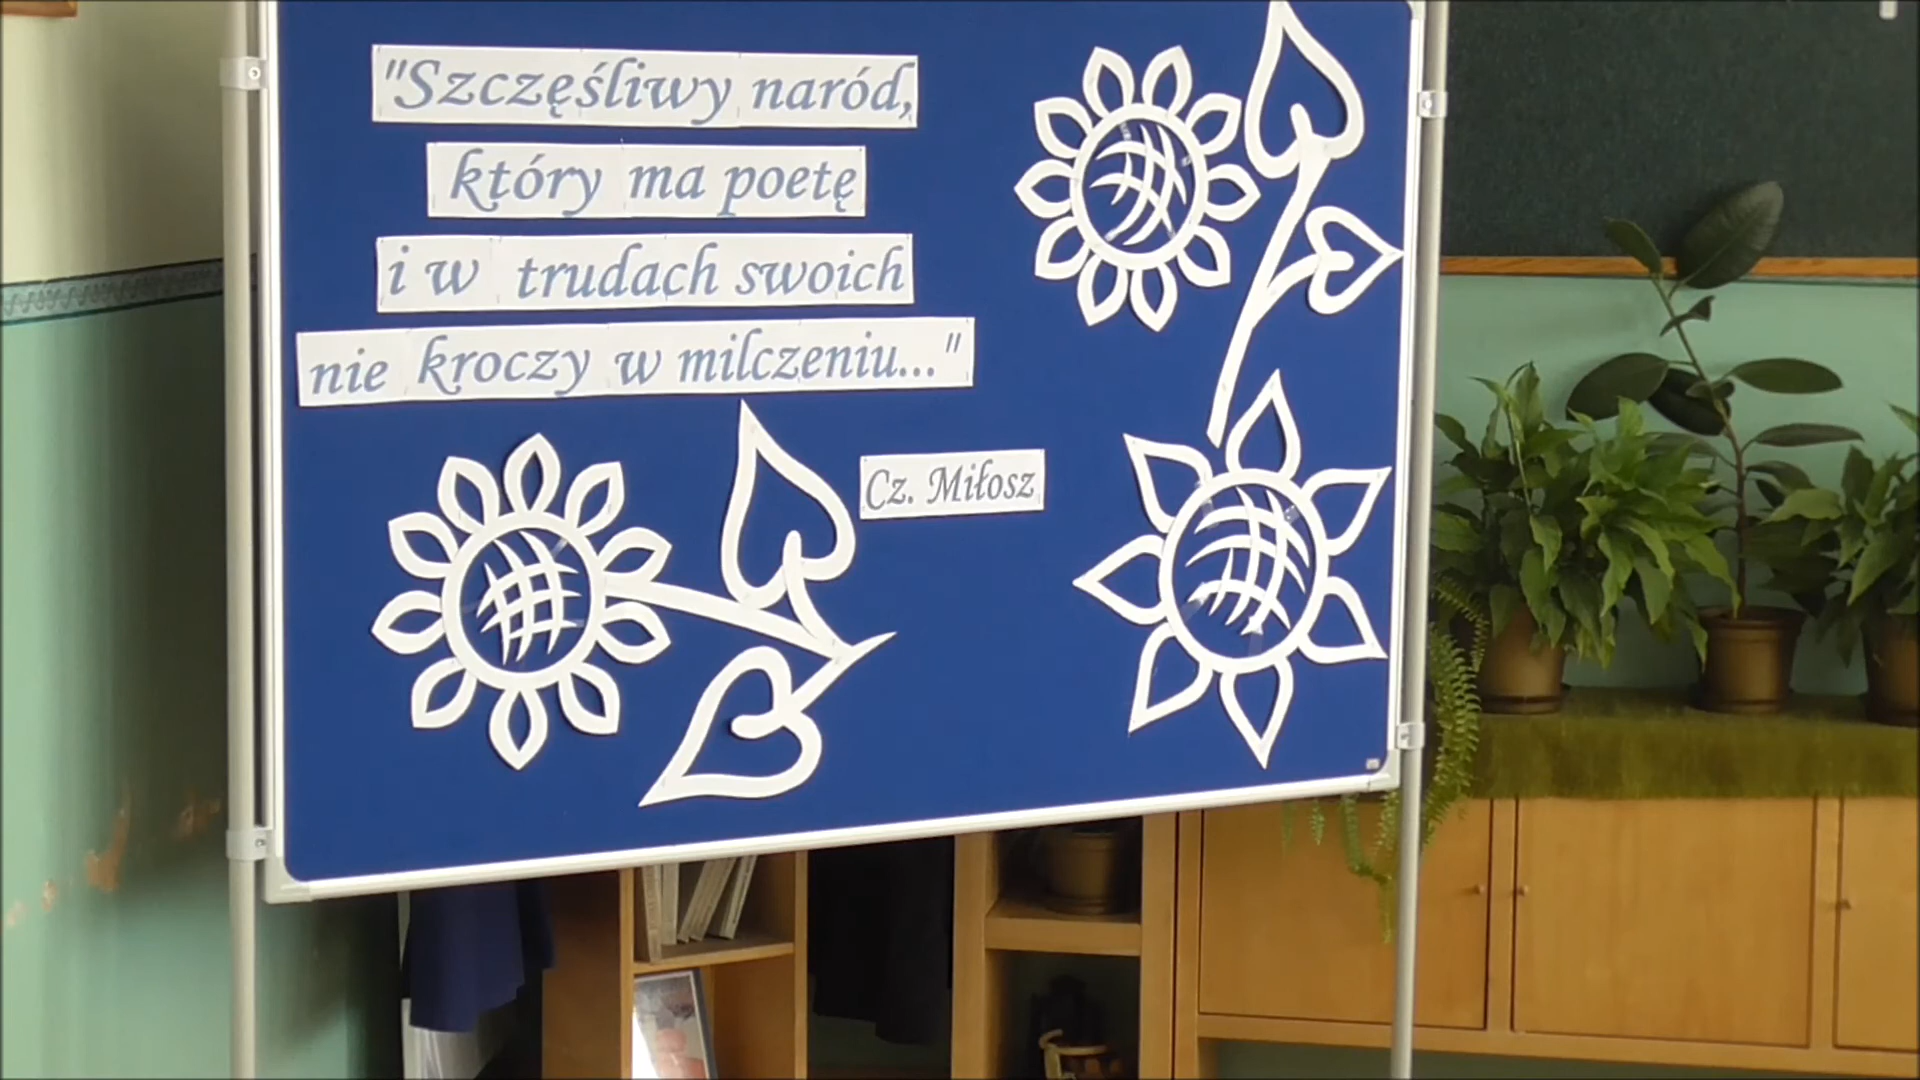 "Szczęśliwy naród,
który ma poetę
i w trudach swoich
nie kroczy w milczeniu..."
Cz. Miłosz